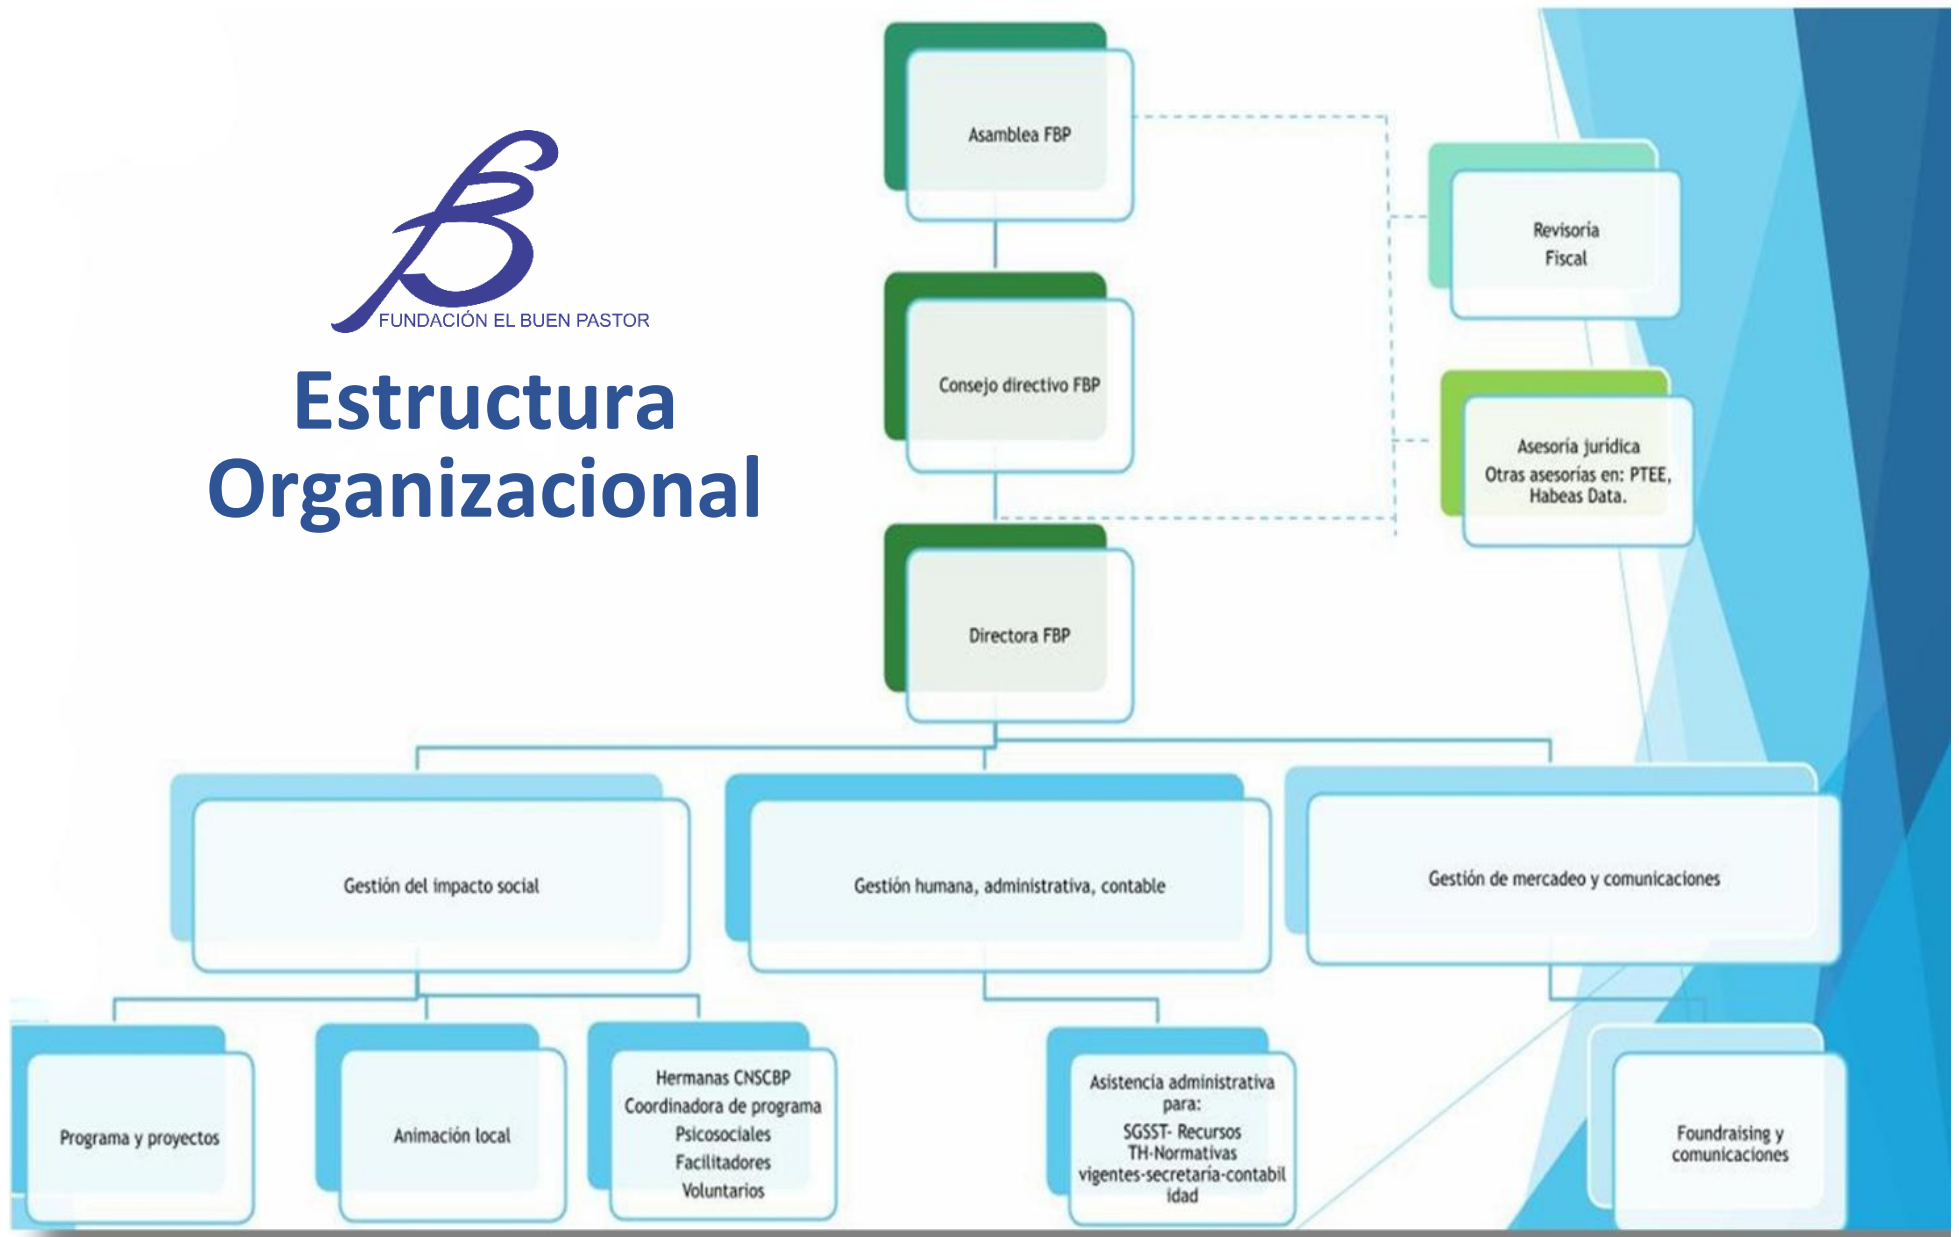 Asamblea FBP
Revisoría
Fiscal
FUNDACIÓN EL BUEN PASTOR
Estructura
Organizacional
Consejo directivo FBP
Asesoría jurídica
Otras asesorías en: PTEE,
Habeas Data.
Directora FBP
Gestión del impacto social
Gestión humana, administrativa, contable
Gestión de mercadeo y comunicaciones
Programa y proyectos
Animación local
Hermanas CNSCBP
Coordinadora de programa
Psicosociales
Facilitadores
Voluntarios
Asistencia administrativa
para:
SGSST- Recursos
TH-Normativas
vigentes-secretaría-contabil
idad
Foundraising y
comunicaciones